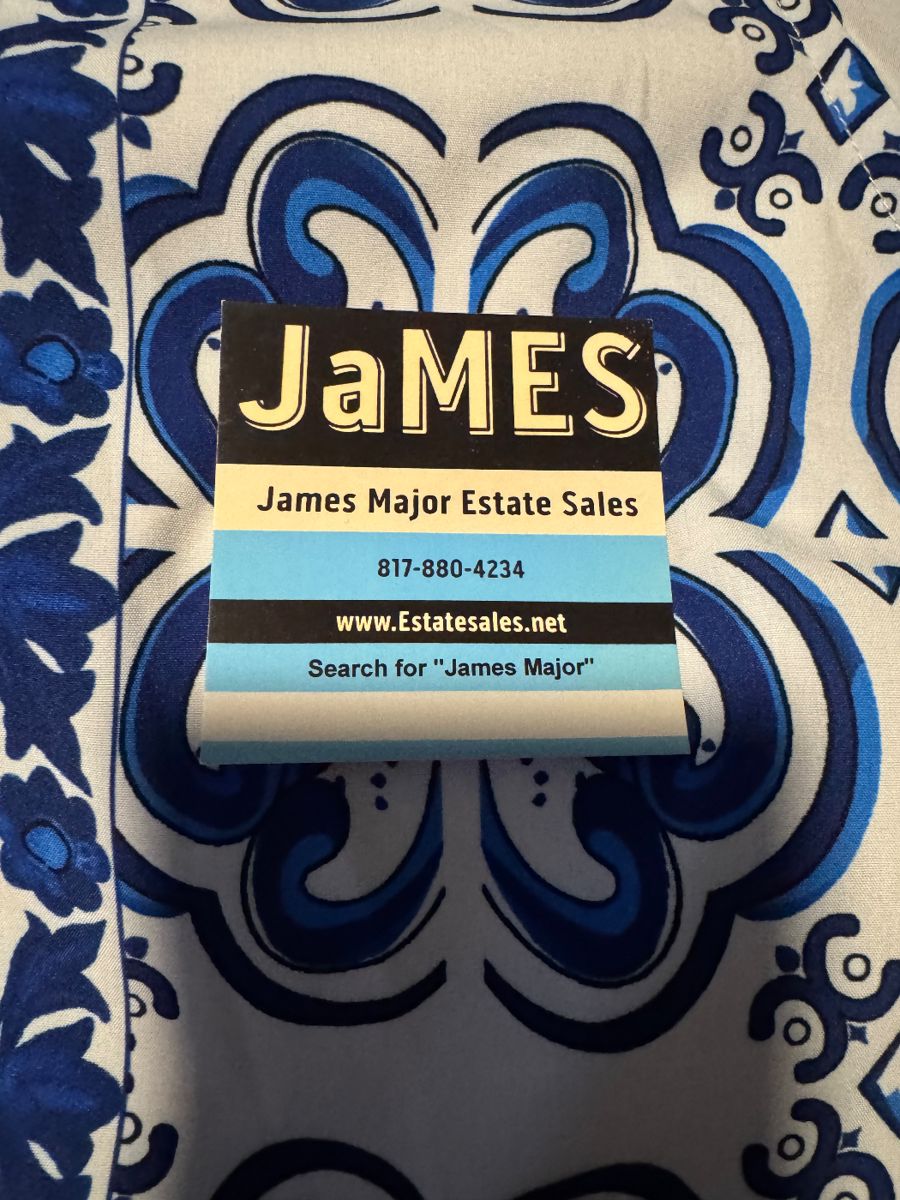 JaMES
James Major Estate Sales
817-880-4234
www.Estatesales.net
Search for "James Major"